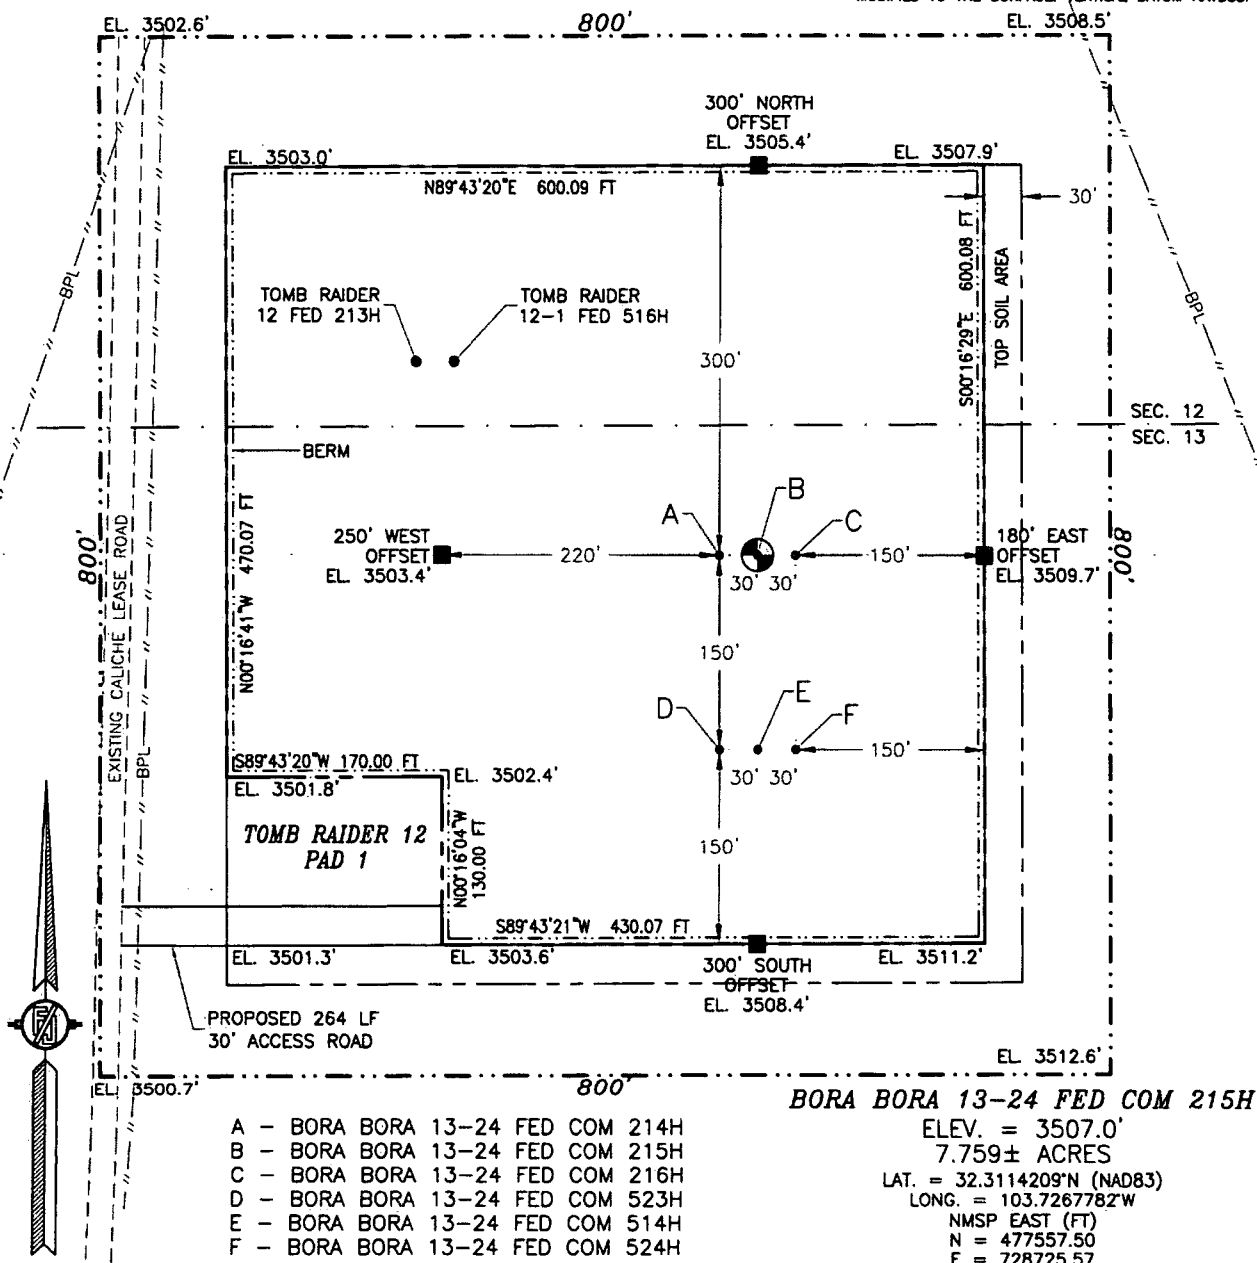 EL. 3502.6'
800'
EL. 3508.5'
300' NORTH
OFFSET
EL. 3505.4'
EL. 3503.0'
EL. 3507.9'
N89°43'20"E 600.09 FT
30'
S00°16'29"E 600.08 FT
TOP SOIL AREA
BPL
BPL
TOMB RAIDER
12 FED 213H
TOMB RAIDER
12-1 FED 516H
300'
SEC. 12
SEC. 13
BERM
A
B
C
800'
EXISTING CALICHE LEASE ROAD
BPL
N00°16'41"W 470.07 FT
250' WEST
OFFSET
EL. 3503.4'
220'
30' 30'
150'
180' EAST
OFFSET
EL. 3509.7'
800'
150'
D
E
F
30' 30'
150'
S89°43'20"W 170.00 FT
EL. 3501.8'
EL. 3502.4'
TOMB RAIDER 12
PAD 1
N00°16'04"W
130.00 FT
150'
S89°43'21"W 430.07 FT
EL. 3501.3'
EL. 3503.6'
300' SOUTH
OFFSET
EL. 3508.4'
EL. 3511.2'
PROPOSED 264 LF
30' ACCESS ROAD
EL. 3512.6'
EL. 3500.7'
800'
BORA BORA 13-24 FED COM 215H
ELEV. = 3507.0'
7.759± ACRES
LAT. = 32.3114209°N (NAD83)
LONG. = 103.7267782°W
NMSP EAST (FT)
N = 477557.50
E = 728725.57
A - BORA BORA 13-24 FED COM 214H
B - BORA BORA 13-24 FED COM 215H
C - BORA BORA 13-24 FED COM 216H
D - BORA BORA 13-24 FED COM 523H
E - BORA BORA 13-24 FED COM 514H
F - BORA BORA 13-24 FED COM 524H